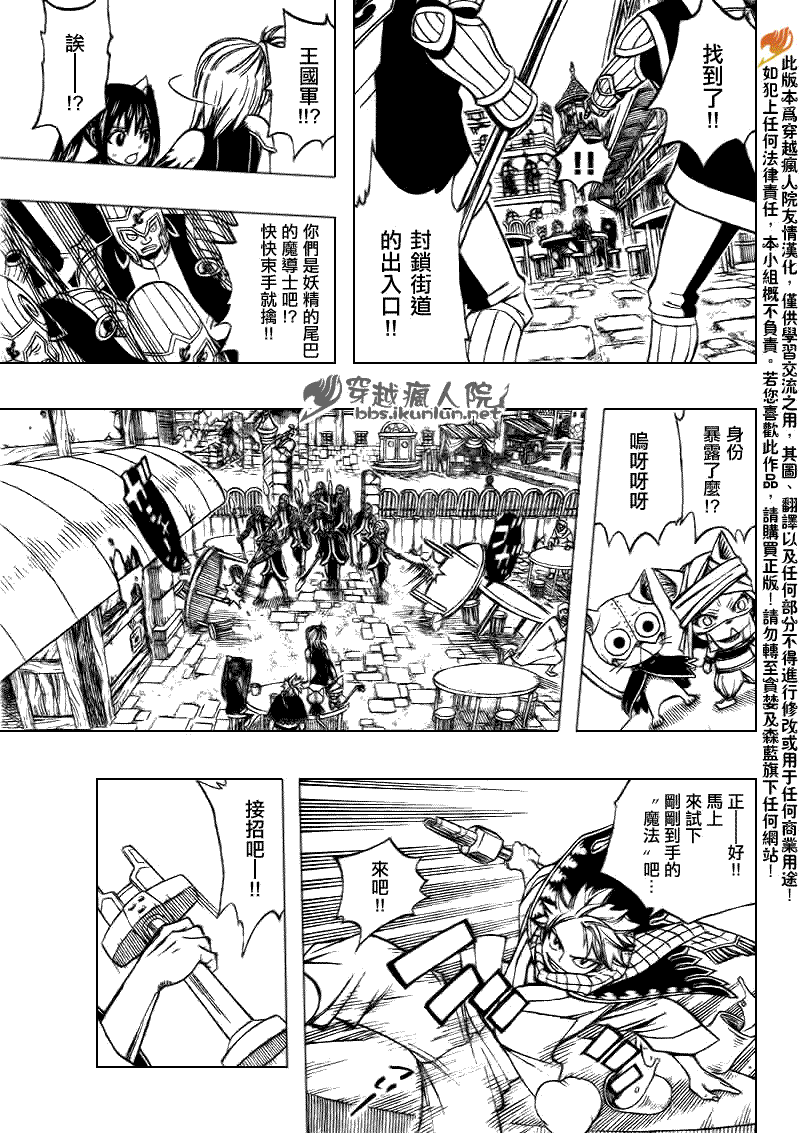 找到了!!
!!
封鎖街道
的出入口!!
王國軍
!!?
誒——
!?
你們是妖精的尾巴
的魔導士吧!?
快快束手就擒!!
穿越瘋人院
bbs.ikunlun.net
身份
暴露了麼!?
嗚呀呀呀
正——好!!
馬上
來試下
剛剛到手的
〝魔法〞吧…
來吧!!
接招吧—!!
此版本爲穿越瘋人院友情漢化，僅供學習交流之用，其圖、翻譯以及任何部分不得進行修改或用于任何商業用途！
如犯上任何法律責任，本小組概不負責。若您喜歡此作品，請購買正版！請勿轉至貪婪及森藍旗下任何網站！